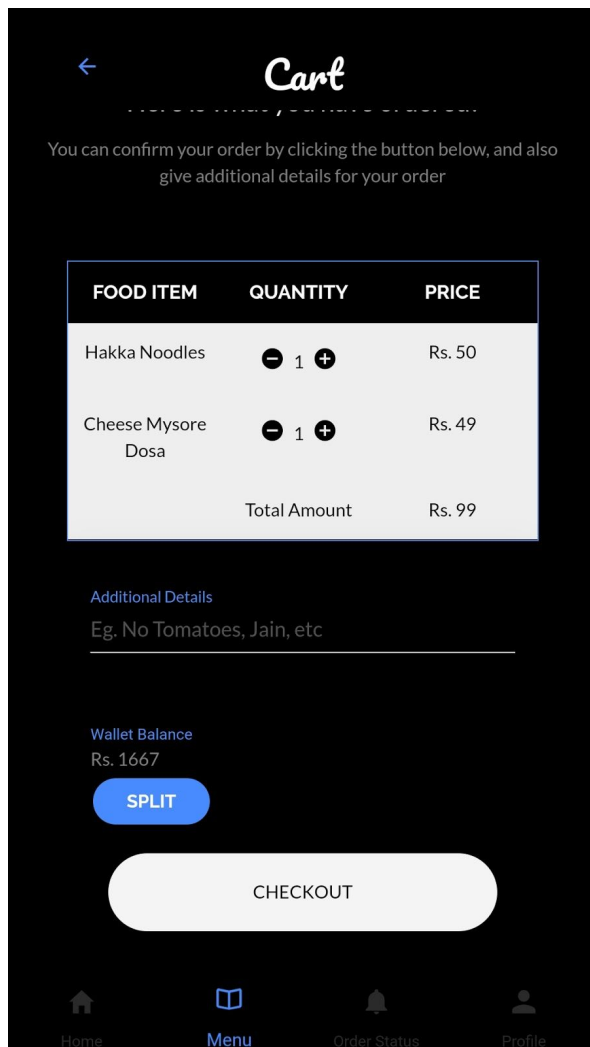 Cart
You can confirm your order by clicking the button below, and also
give additional details for your order
FOOD ITEM QUANTITY PRICE
Hakka Noodles 1 Rs. 50
Cheese Mysore
Dosa 1 Rs. 49
Total Amount Rs. 99
Additional Details
Eg. No Tomatoes, Jain, etc
Wallet Balance
Rs. 1667
SPLIT
CHECKOUT
Home Menu Order Status Profile